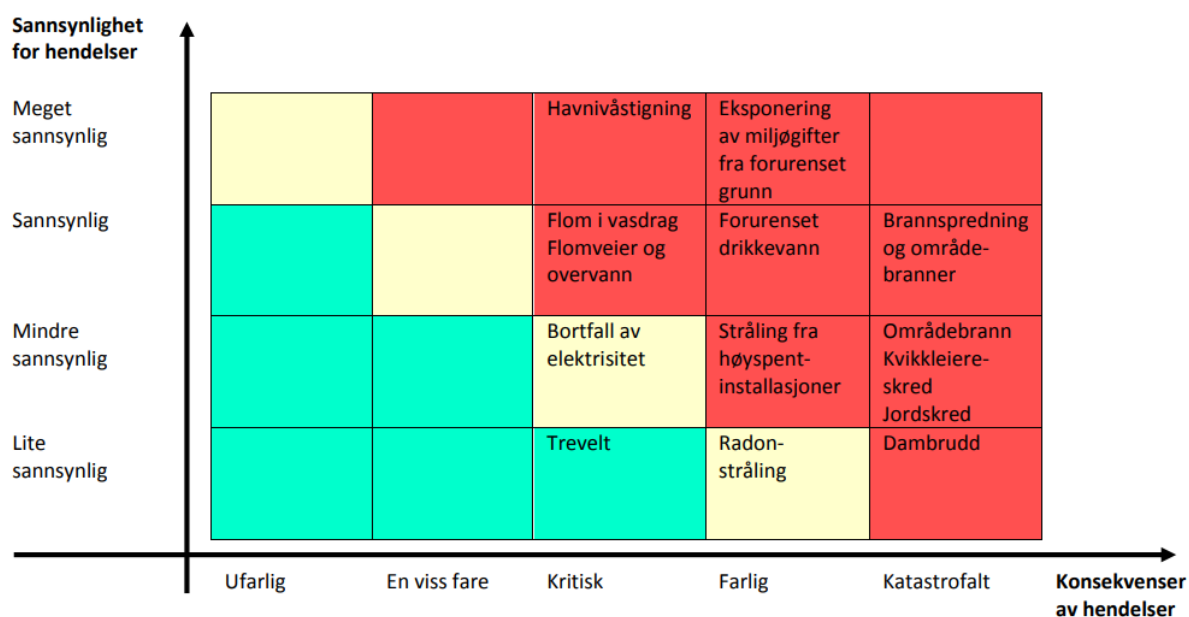 Sannsynlighet
for hendelser
Meget
sannsynlig
Havnivåstigning
Eksponering
av miljøgifter
fra forurenset
grunn
Sannsynlig
Flom i vasdrag
Flomveier og
overvann
Forurenset
drikkevann
Brannspredning
og område-
branner
Mindre
sannsynlig
Bortfall av
elektrisitet
Stråling fra
høyspent-
installasjoner
Områdebrann
Kvikkleiere-
skred
Jordskred
Lite
sannsynlig
Trevelt
Radon-
stråling
Dambrudd
Ufarlig
En viss fare
Kritisk
Farlig
Katastrofalt
Konsekvenser
av hendelser